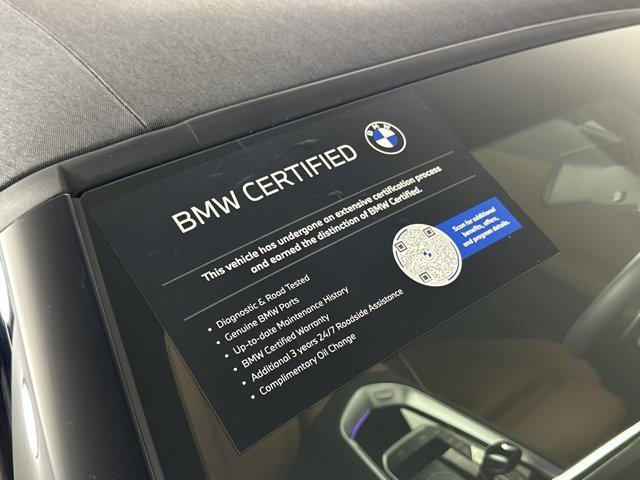 BMW CERTIFIED
BMW
This vehicle has undergone an extensive certification process
and earned the distinction of BMW Certified.
Scan for additional
benefits, offers,
and program details.
• Diagnostic & Road Tested
• Genuine BMW Parts
• Up-to-date Maintenance History
• BMW Certified Warranty
• Additional 3 years 24/7 Roadside Assistance
• Complimentary Oil Change